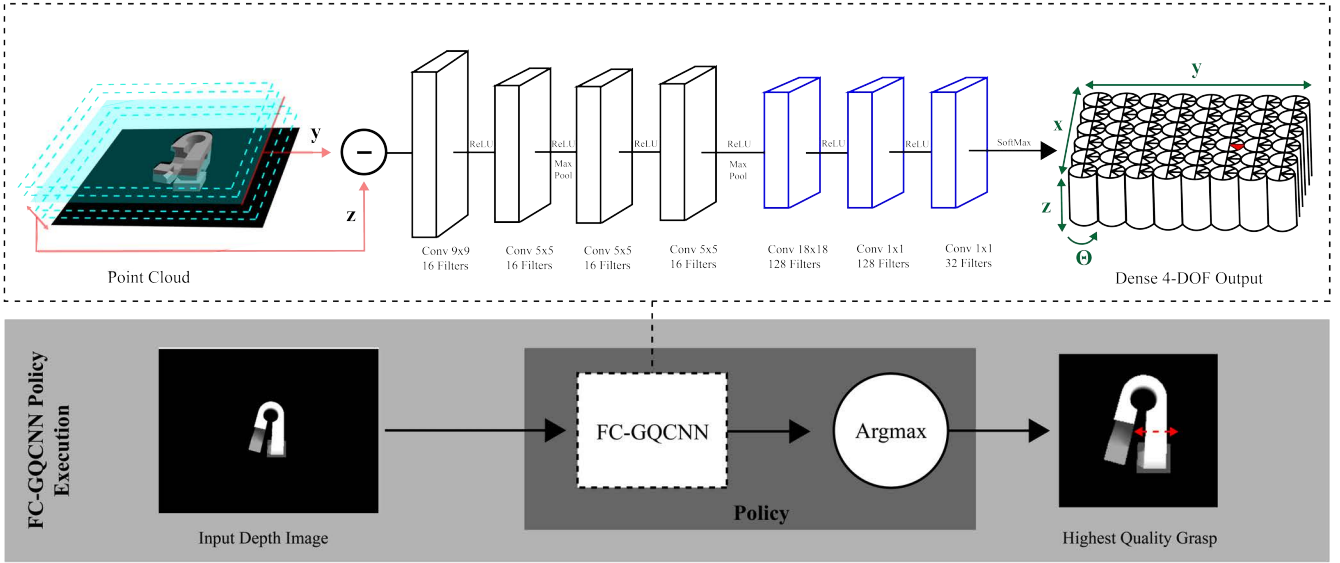 y
z
−
ReLU
ReLU
Max
Pool
ReLU
ReLU
Max
Pool
ReLU
ReLU
SoftMax
Conv 9x9
16 Filters
Conv 5x5
16 Filters
Conv 5x5
16 Filters
Conv 5x5
16 Filters
Conv 18x18
128 Filters
Conv 1x1
128 Filters
Conv 1x1
32 Filters
y
x
z
Θ
Point Cloud
Dense 4-DOF Output
FC-GQCNN Policy
Execution
Input Depth Image
FC-GQCNN
Argmax
Policy
Highest Quality Grasp